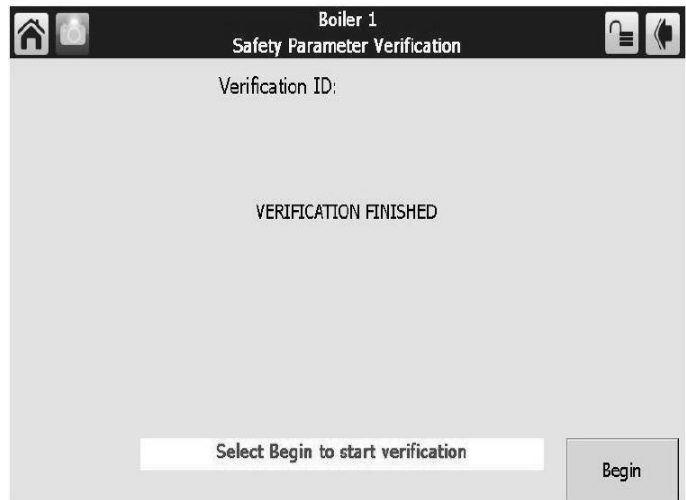 Boiler 1
Safety Parameter Verification
Verification ID:
VERIFICATION FINISHED
Select Begin to start verification
Begin